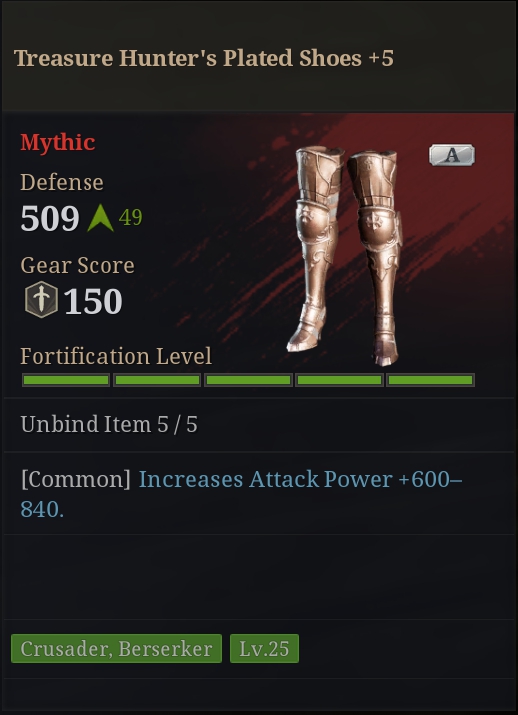 Treasure Hunter's Plated Shoes +5
Mythic
A
Defense
509 49
Gear Score
150
Fortification Level
Unbind Item 5 / 5
[Common] Increases Attack Power +600–
840.
Crusader, Berserker Lv.25